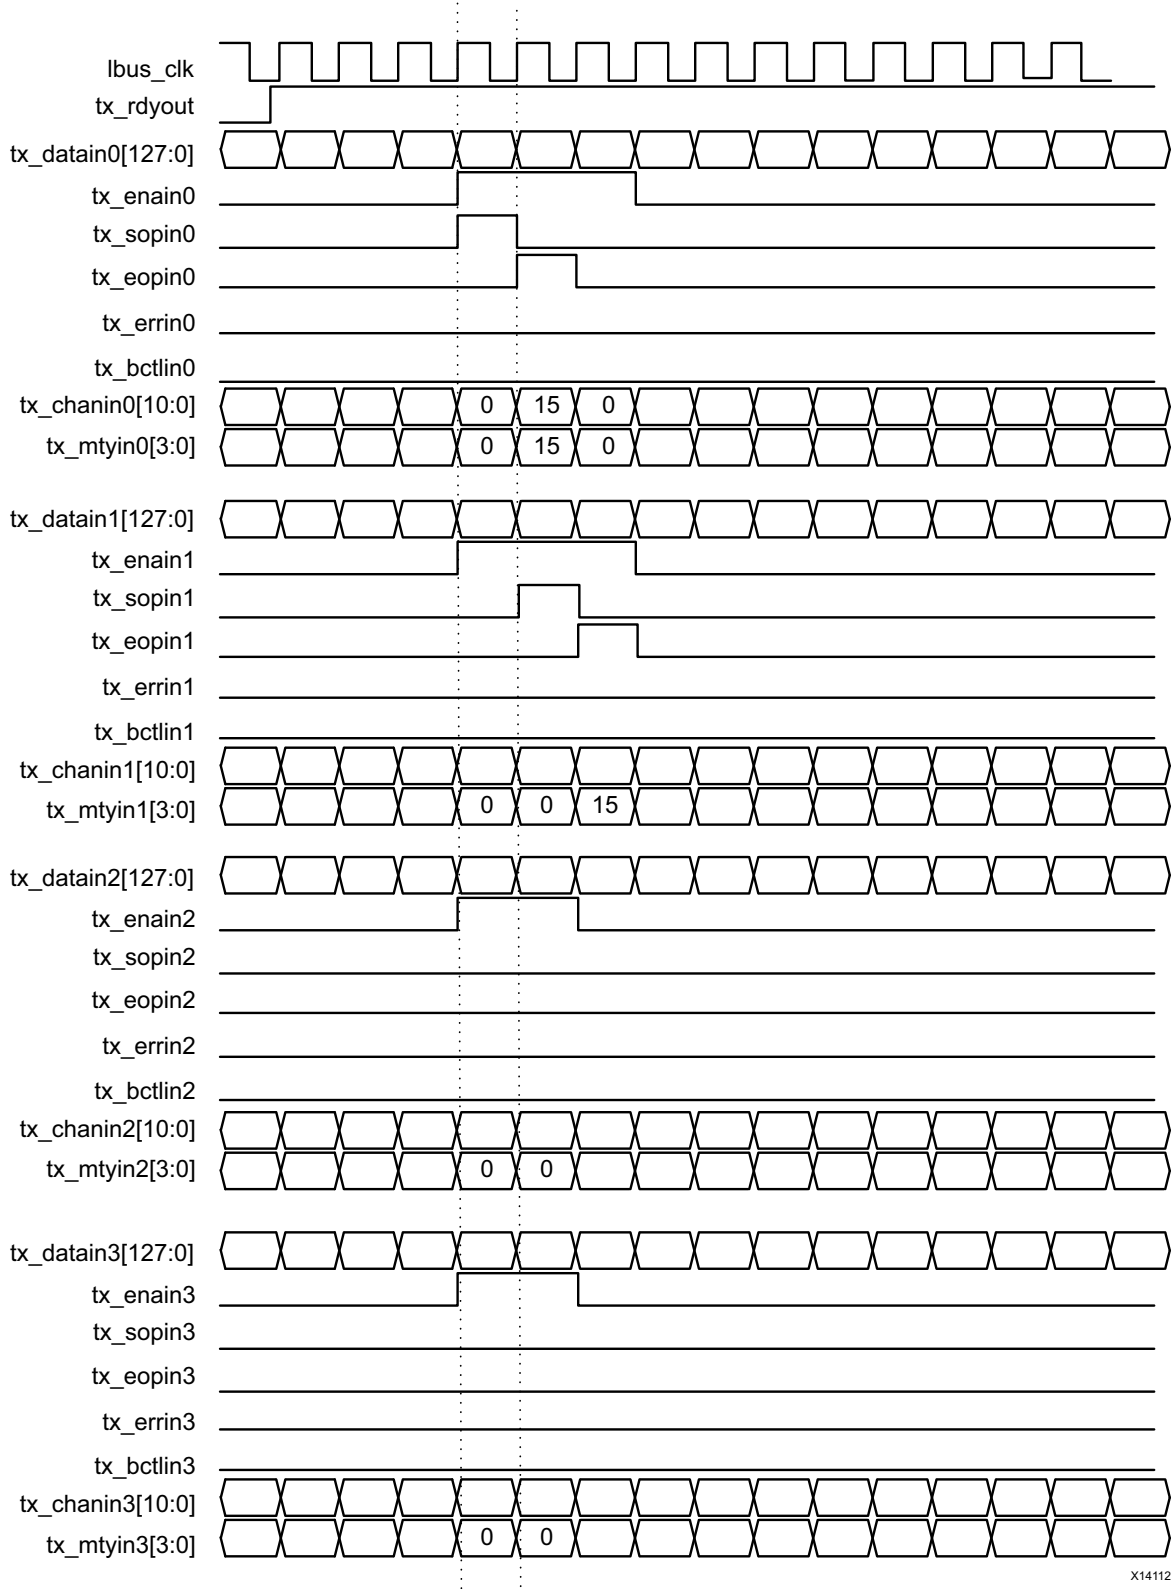 lbus_clk
tx_rdyout
tx_datain0[127:0]
tx_enain0
tx_sopin0
tx_eopin0
tx_errin0
tx_bctlin0
tx_chanin0[10:0] 0 15 0
tx_mtyin0[3:0] 0 15 0
tx_datain1[127:0]
tx_enain1
tx_sopin1
tx_eopin1
tx_errin1
tx_bctlin1
tx_chanin1[10:0]
tx_mtyin1[3:0] 0 0 15
tx_datain2[127:0]
tx_enain2
tx_sopin2
tx_eopin2
tx_errin2
tx_bctlin2
tx_chanin2[10:0]
tx_mtyin2[3:0] 0 0
tx_datain3[127:0]
tx_enain3
tx_sopin3
tx_eopin3
tx_errin3
tx_bctlin3
tx_chanin3[10:0]
tx_mtyin3[3:0] 0 0
X14112